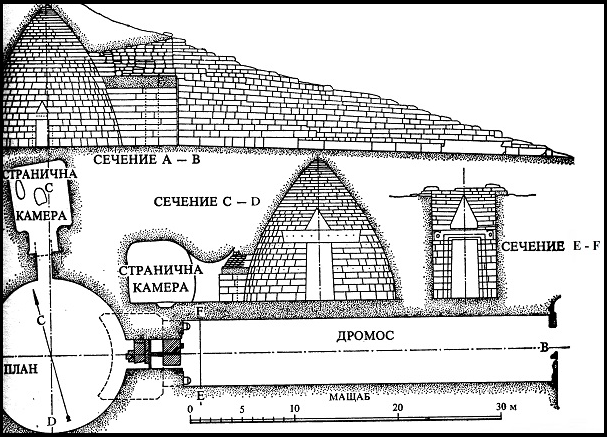 СЕЧЕНИЕ A – B
СТРАНИЧНА
C
КАМЕРА
СЕЧЕНИЕ C – D
СЕЧЕНИЕ E - F
СТРАНИЧНА
КАМЕРА
F
C
ДРОМОС
B
ПЛАН
D
E
МАЩАБ
0 5 10 20 30 м